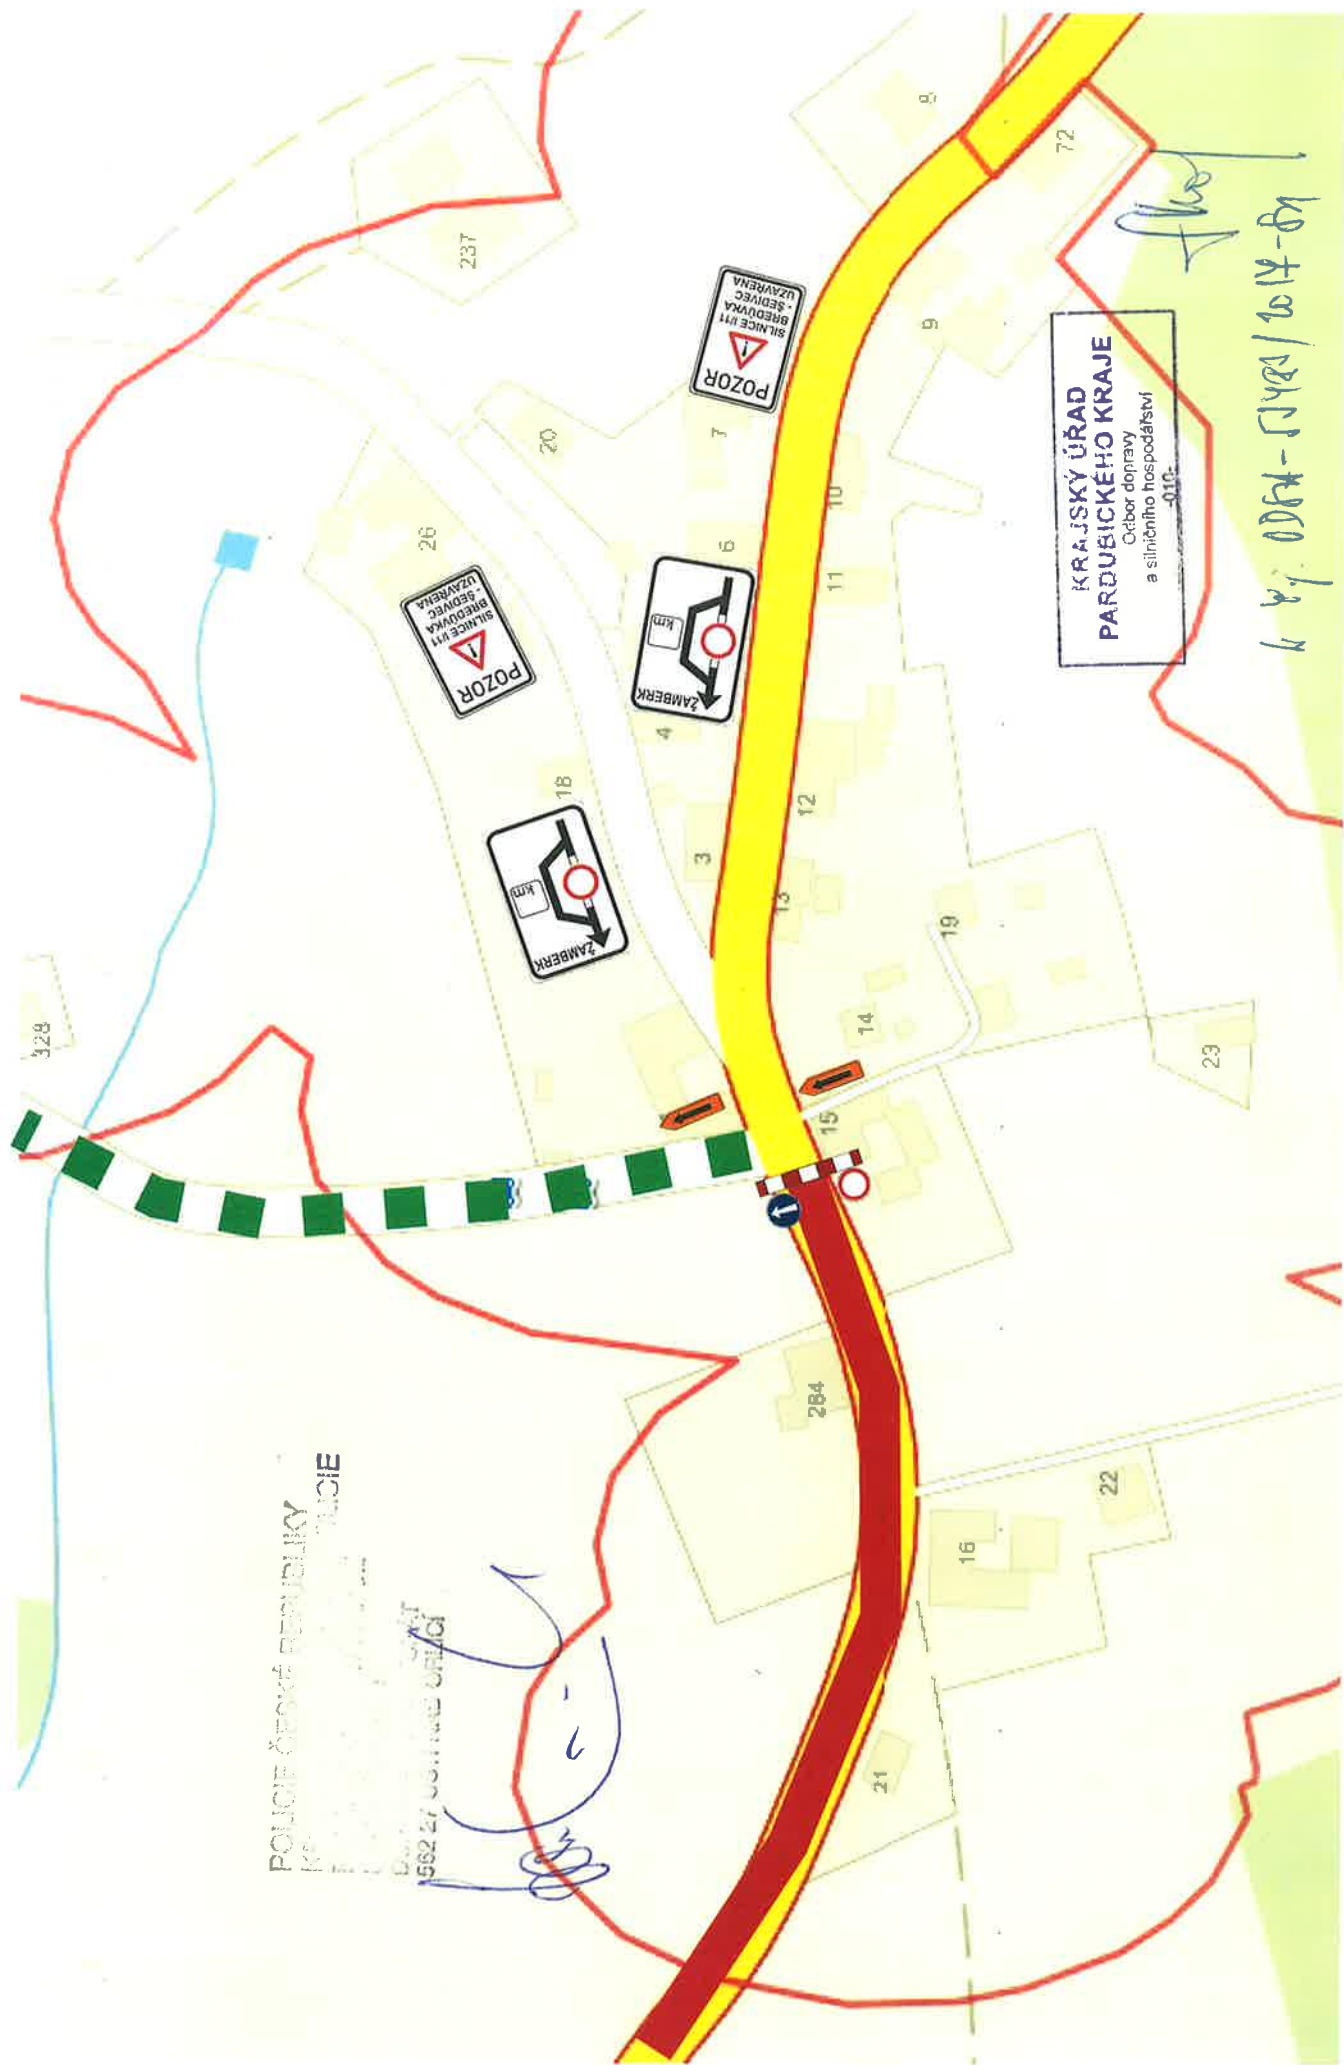 POZOR
SILNICE I/11
BREDŮVKA
- ŠEDIVEC
UZAVŘENA
POZOR
SILNICE I/11
BREDŮVKA
- ŠEDIVEC
UZAVŘENA
ŽAMBERK
km
ŽAMBERK
km
KRAJSKÝ ÚŘAD
PARDUBICKÉHO KRAJE
Odbor dopravy
a silničního hospodářství
-010-
POLICIE ČESKÉ REPUBLIKY
562 27 ÚSTÍ NAD ORLICÍ
328
237
26
20
18
8
72
9
7
6
10
11
4
3
12
13
19
14
15
23
284
22
16
21